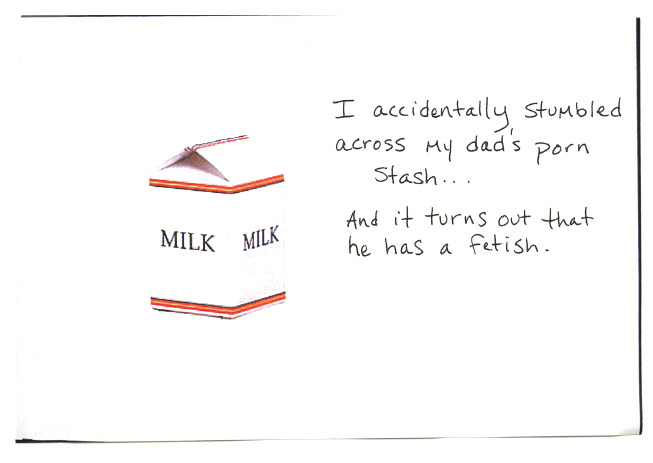 I accidentally stumbled
across my dad's porn
stash...
And it turns out that
he has a fetish.
MILK MILK